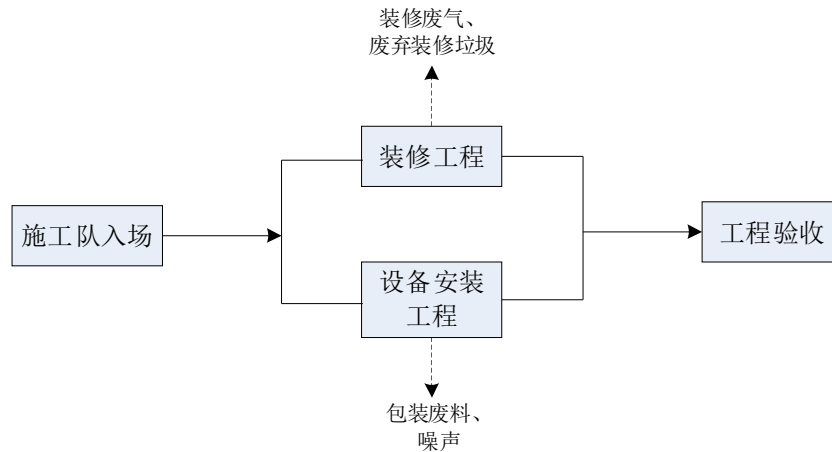 装修废气、
废弃装修垃圾
装修工程
施工队入场
工程验收
设备安装
工程
包装废料、
噪声